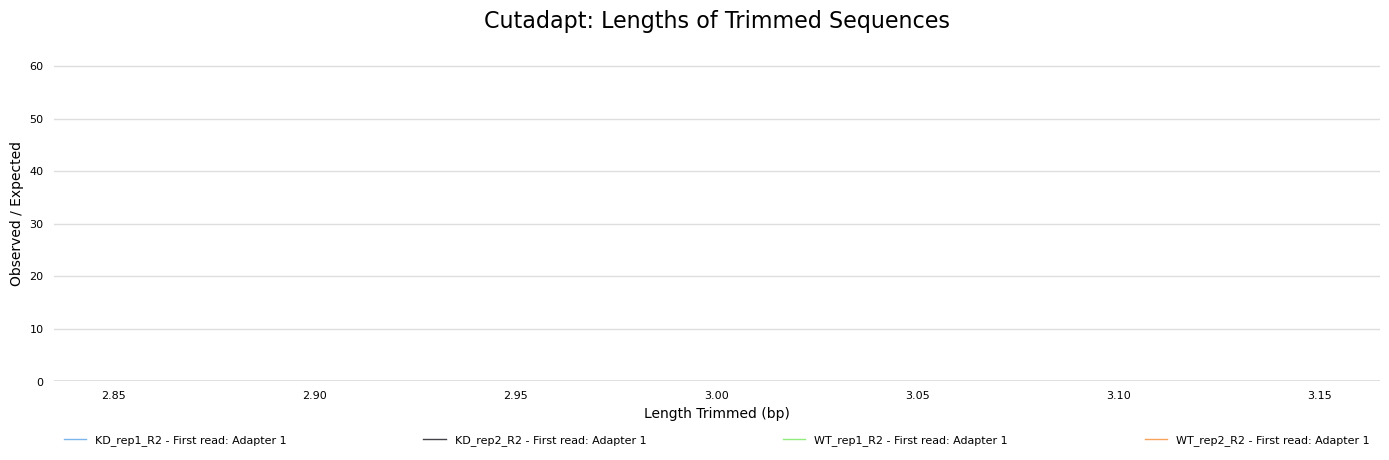 Cutadapt: Lengths of Trimmed Sequences
Observed / Expected
60
50
40
30
20
10
0
2.85 2.90 2.95 3.00 3.05 3.10 3.15
Length Trimmed (bp)
KD_rep1_R2 - First read: Adapter 1 KD_rep2_R2 - First read: Adapter 1 WT_rep1_R2 - First read: Adapter 1 WT_rep2_R2 - First read: Adapter 1